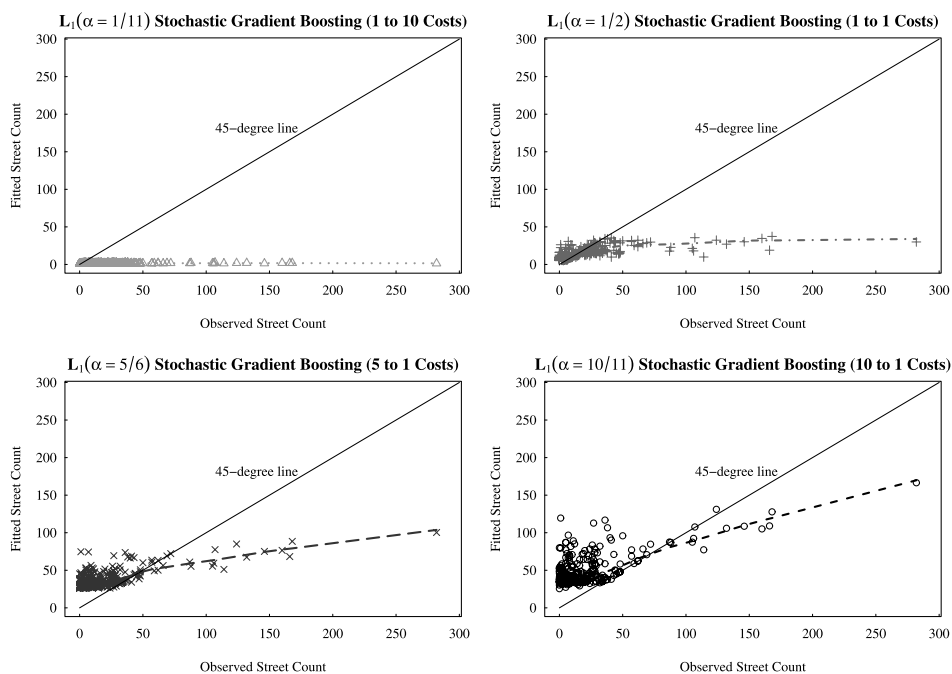 L₁(α = 1/11) Stochastic Gradient Boosting (1 to 10 Costs)
300
250
200
150
100
50
0
Fitted Street Count
45−degree line
0 50 100 150 200 250 300
Observed Street Count
L₁(α = 1/2) Stochastic Gradient Boosting (1 to 1 Costs)
300
250
200
150
100
50
0
Fitted Street Count
45−degree line
0 50 100 150 200 250 300
Observed Street Count
L₁(α = 5/6) Stochastic Gradient Boosting (5 to 1 Costs)
300
250
200
150
100
50
0
Fitted Street Count
45−degree line
0 50 100 150 200 250 300
Observed Street Count
L₁(α = 10/11) Stochastic Gradient Boosting (10 to 1 Costs)
300
250
200
150
100
50
0
Fitted Street Count
45−degree line
0 50 100 150 200 250 300
Observed Street Count